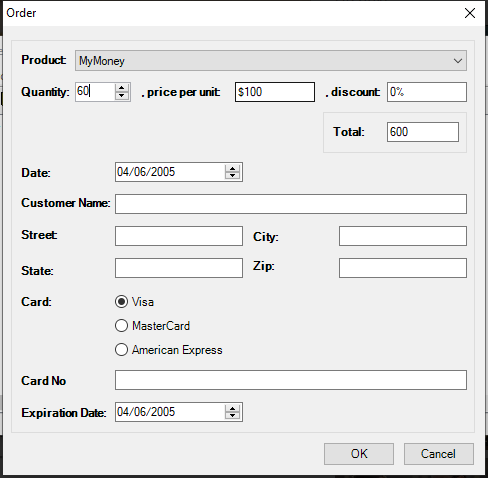 Order
Product: MyMoney
Quantity: 60 , price per unit: $100 , discount: 0%
Total: 600
Date: 04/06/2005
Customer Name:
Street: City:
State: Zip:
Card: Visa
MasterCard
American Express
Card No
Expiration Date: 04/06/2005
OK Cancel